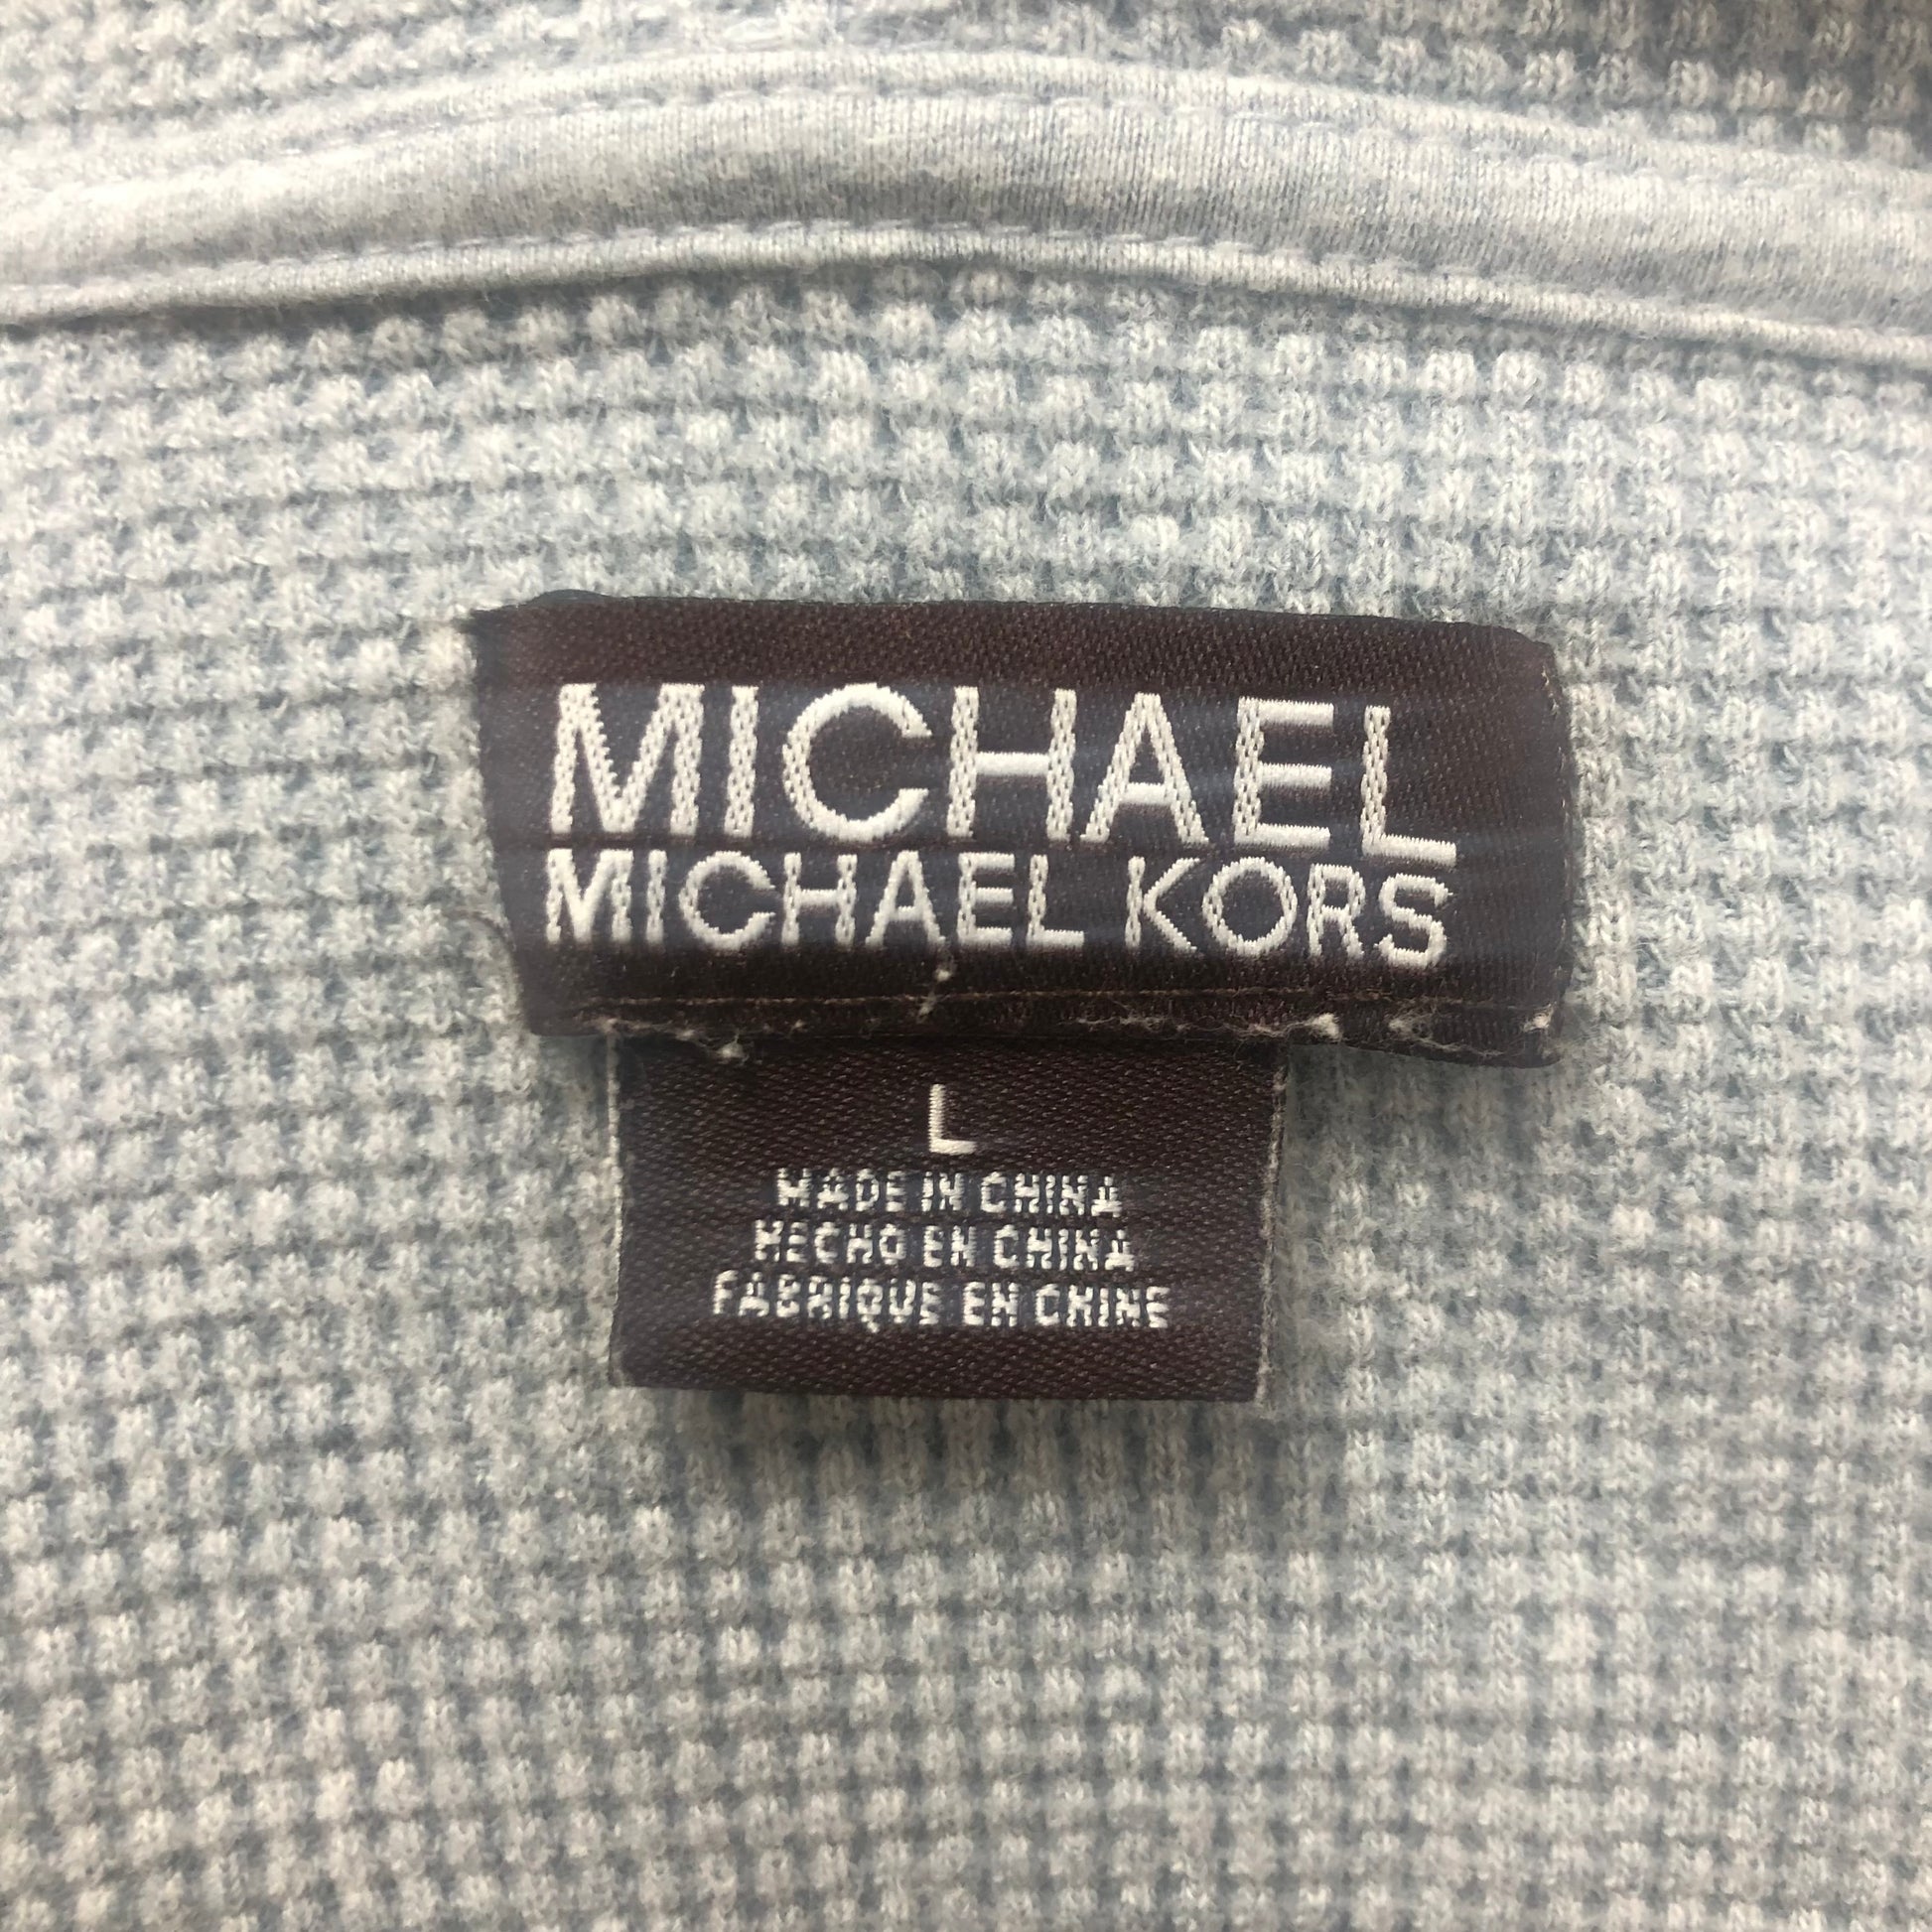 MICHAEL
MICHAEL KORS
L
MADE IN CHINA
HECHO EN CHINA
FABRIQUE EN CHINE